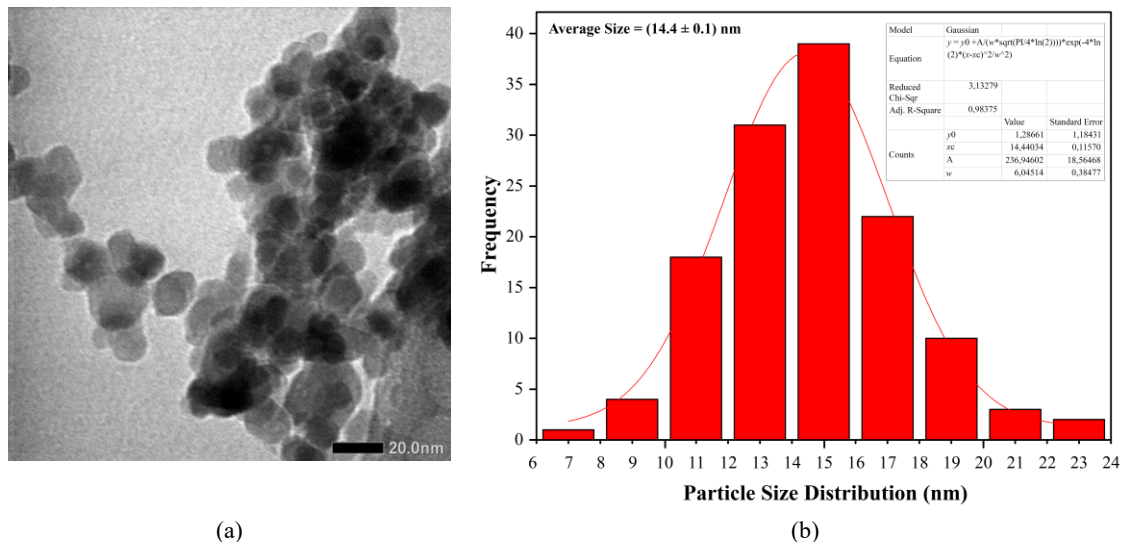 20.0nm
(a)
Average Size = (14.4 ± 0.1) nm
Model Gaussian
Equation y = y0 +A/(w*sqrt(PI/4*ln(2))))*exp(-4*ln
(2)*(x-xc)^2/w^2)
Reduced
Chi-Sqr 3,13279
Adj. R-Square 0,98375
Value Standard Error
Counts y0 1,28661 1,18431
xc 14,44034 0,11570
A 236,94602 18,56468
w 6,04514 0,38477
Frequency
40
35
30
25
20
15
10
5
0
6 7 8 9 10 11 12 13 14 15 16 17 18 19 20 21 22 23 24
Particle Size Distribution (nm)
(b)